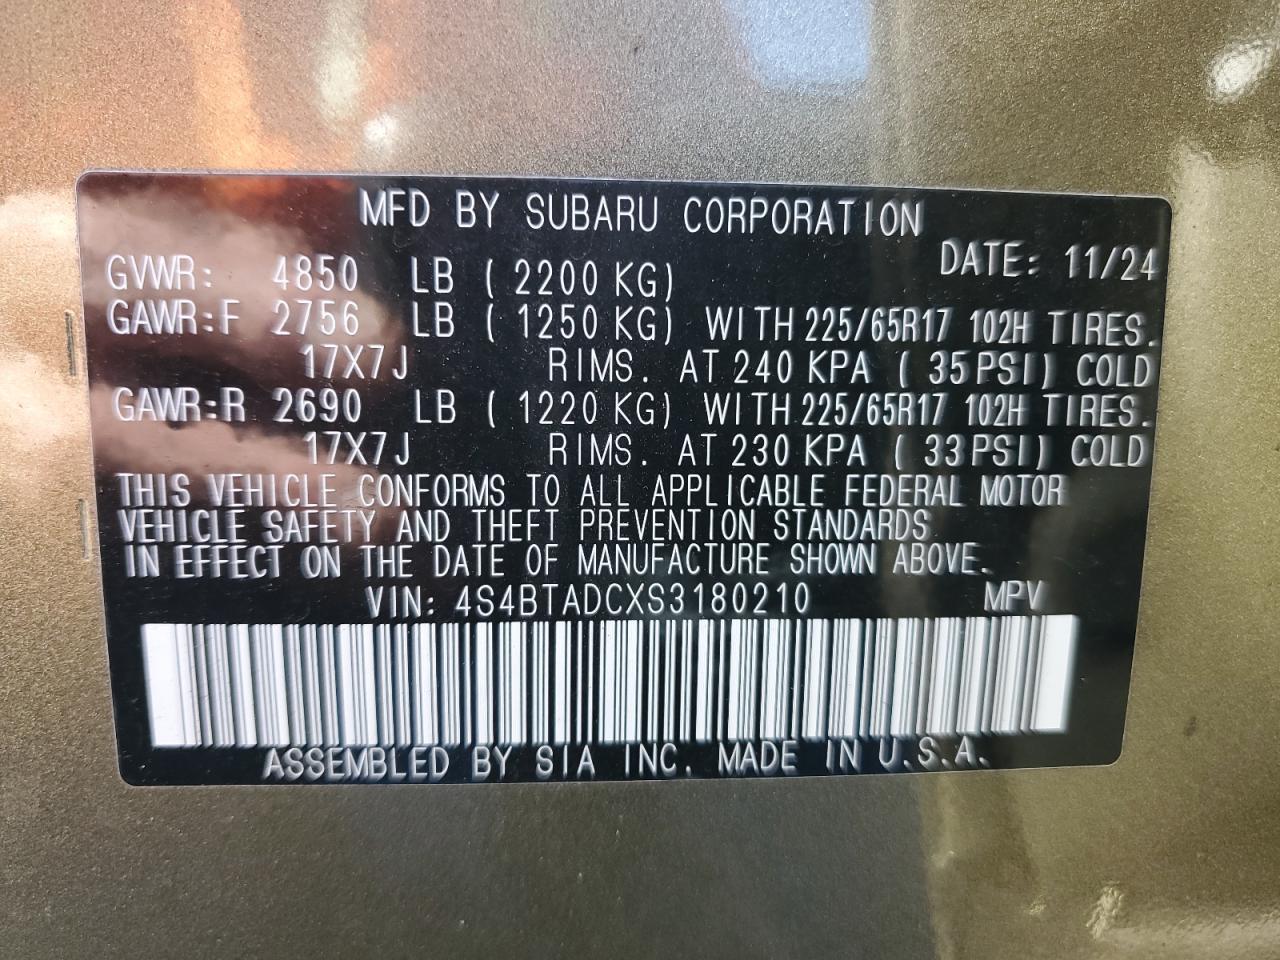 MFD BY SUBARU CORPORATION
DATE: 11/24
GVWR: 4850 LB ( 2200 KG)
GAWR:F 2756 LB ( 1250 KG) WITH 225/65R17 102H TIRES.
17X7J RIMS. AT 240 KPA ( 35 PSI) COLD
GAWR:R 2690 LB ( 1220 KG) WITH 225/65R17 102H TIRES.
17X7J RIMS. AT 230 KPA ( 33 PSI) COLD
THIS VEHICLE CONFORMS TO ALL APPLICABLE FEDERAL MOTOR
VEHICLE SAFETY AND THEFT PREVENTION STANDARDS
IN EFFECT ON THE DATE OF MANUFACTURE SHOWN ABOVE.
VIN: 4S4BTADCXS3180210 MPV
ASSEMBLED BY SIA INC. MADE IN U.S.A.